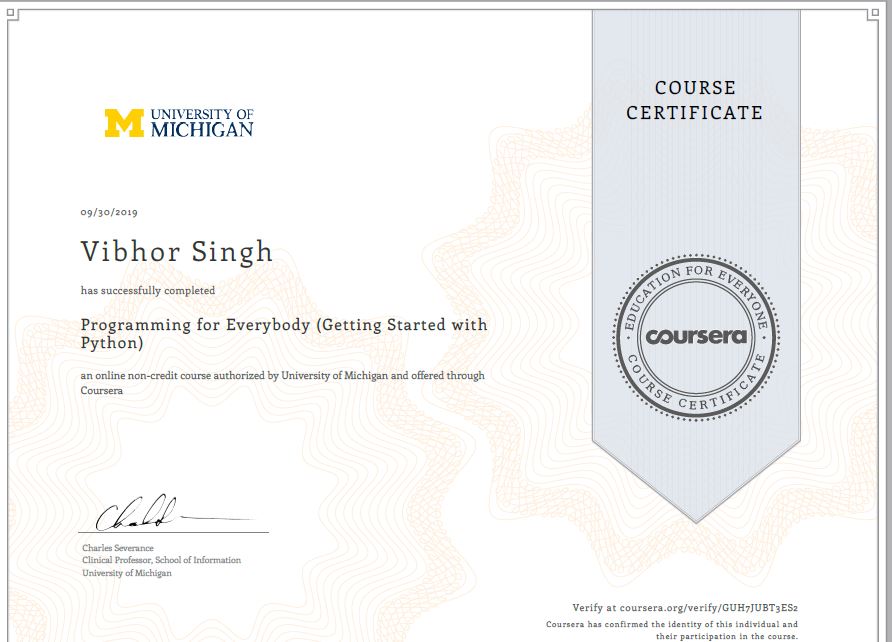 UNIVERSITY OF
MICHIGAN
COURSE
CERTIFICATE
09/30/2019
Vibhor Singh
has successfully completed
Programming for Everybody (Getting Started with
Python)
an online non-credit course authorized by University of Michigan and offered through
Coursera
EDUCATION FOR EVERYONE
coursera
COURSE CERTIFICATE
Charles Severance
Clinical Professor, School of Information
University of Michigan
Verify at coursera.org/verify/GUH7JUBT3ES2
Coursera has confirmed the identity of this individual and
their participation in the course.